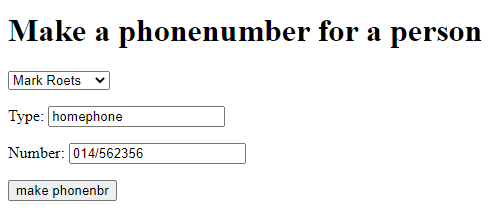 Make a phonenumber for a person
Mark Roets
Type: homephone
Number: 014/562356
make phonenbr